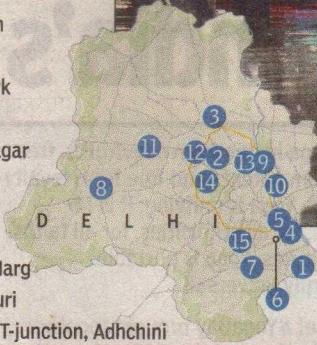 n
k
3
agar
11 12 2 13 9
14
8 10
D E L H I
5
4
15
Marg
7 1
uri
6
T-junction, Adhchini